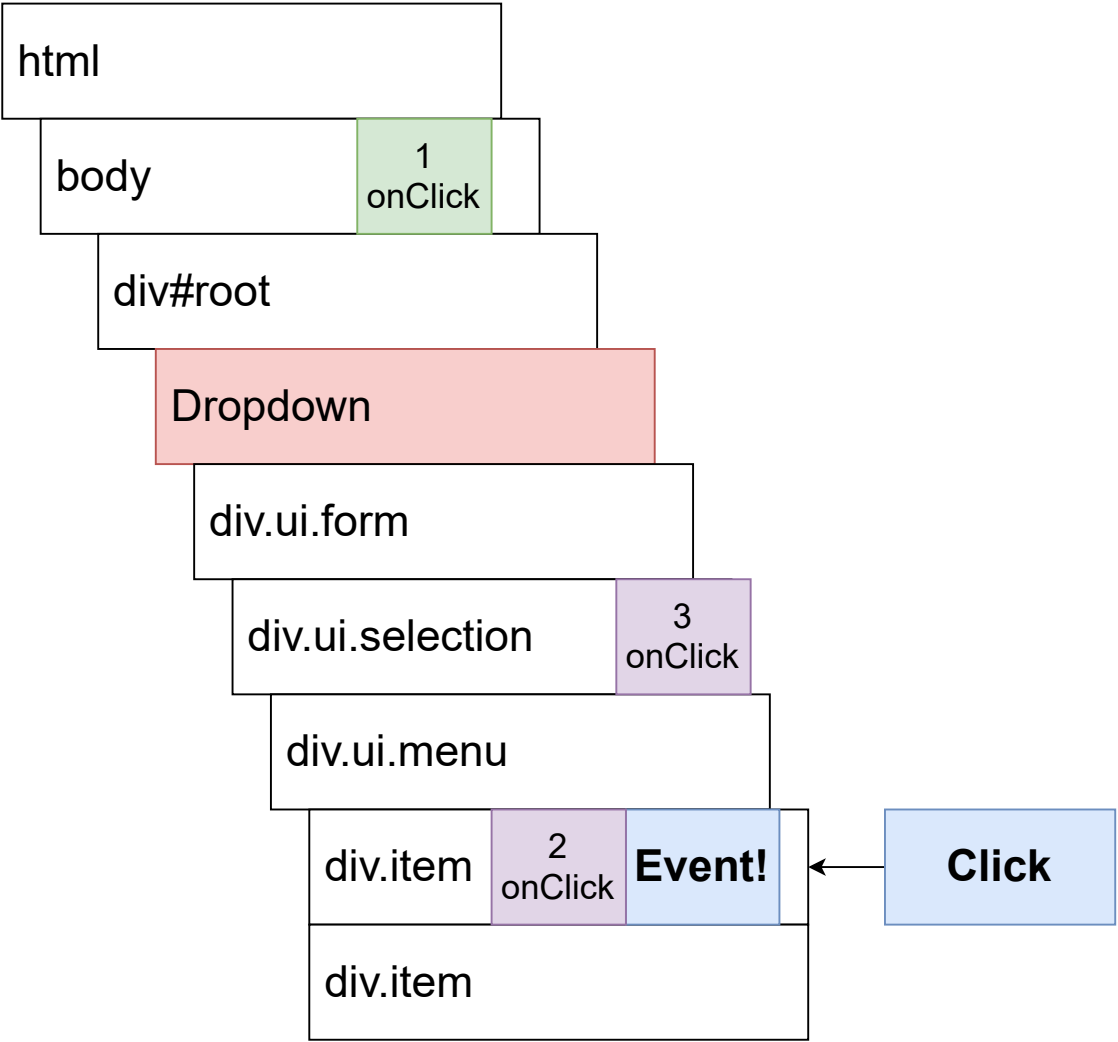 html
body
1
onClick
div#root
Dropdown
div.ui.form
div.ui.selection
3
onClick
div.ui.menu
div.item
2
onClick
Event!
Click
div.item